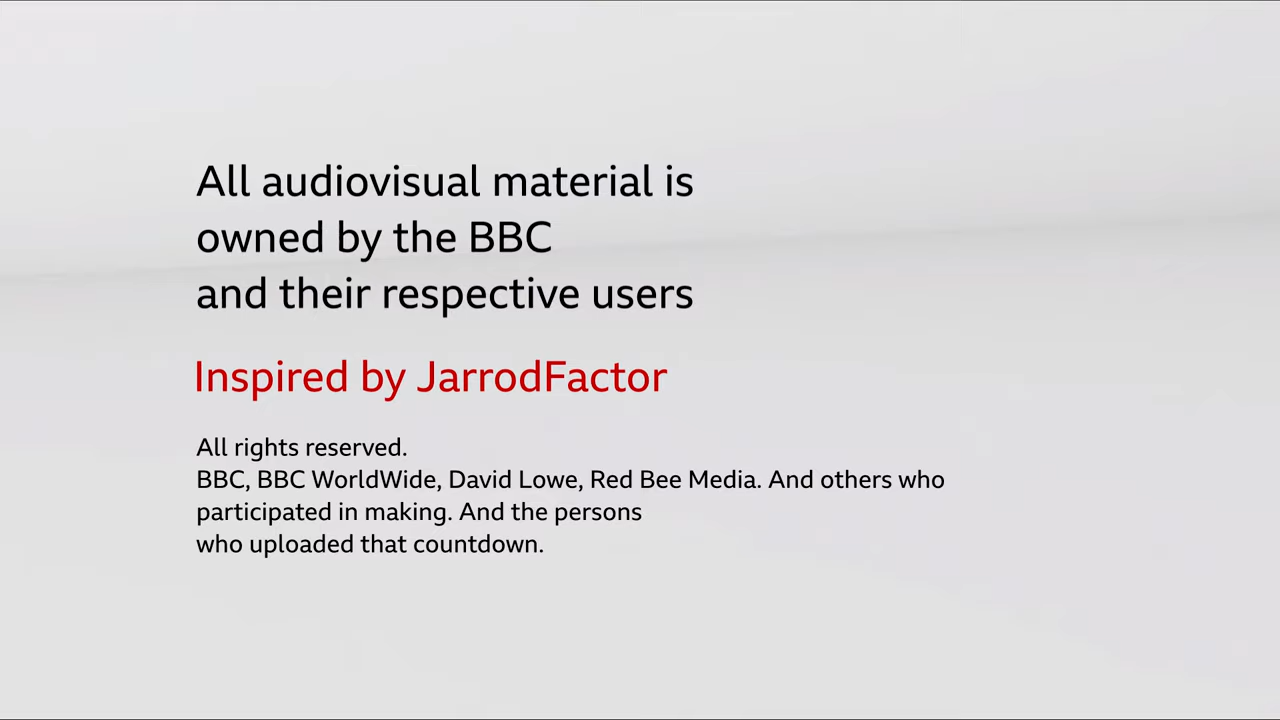 All audiovisual material is
owned by the BBC
and their respective users
Inspired by JarrodFactor
All rights reserved.
BBC, BBC WorldWide, David Lowe, Red Bee Media. And others who
participated in making. And the persons
who uploaded that countdown.